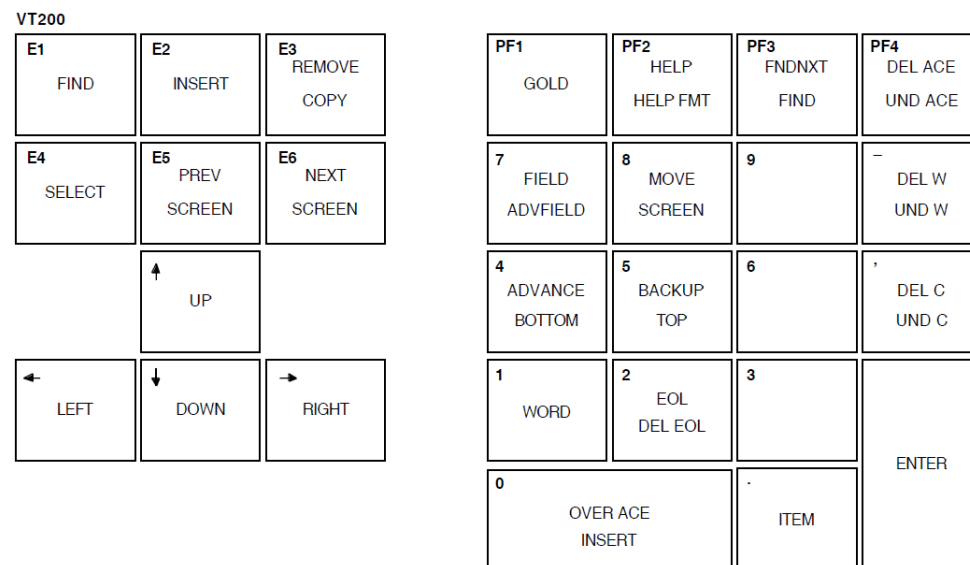 VT200
E1
FIND
E2
INSERT
E3
REMOVE
COPY
E4
SELECT
E5
PREV
SCREEN
E6
NEXT
SCREEN
↑
UP
←
LEFT
↓
DOWN
→
RIGHT
PF1
GOLD
PF2
HELP
HELP FMT
PF3
FNDNXT
FIND
PF4
DEL ACE
UND ACE
7
FIELD
ADVFIELD
8
MOVE
SCREEN
9
–
DEL W
UND W
4
ADVANCE
BOTTOM
5
BACKUP
TOP
6
,
DEL C
UND C
1
WORD
2
EOL
DEL EOL
3
ENTER
0
OVER ACE
INSERT
.
ITEM